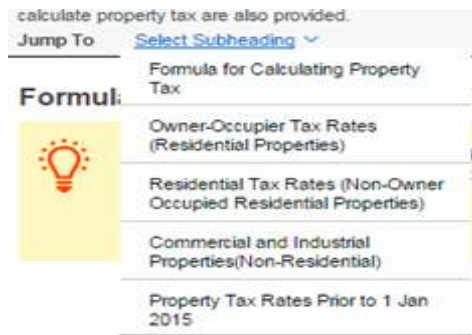 calculate property tax are also provided.
Jump To Select Subheading
Formula for Calculating Property
Tax
Formul
Owner-Occupier Tax Rates
(Residential Properties)
Residential Tax Rates (Non-Owner
Occupied Residential Properties)
Commercial and Industrial
Properties(Non-Residential)
Property Tax Rates Prior to 1 Jan
2015